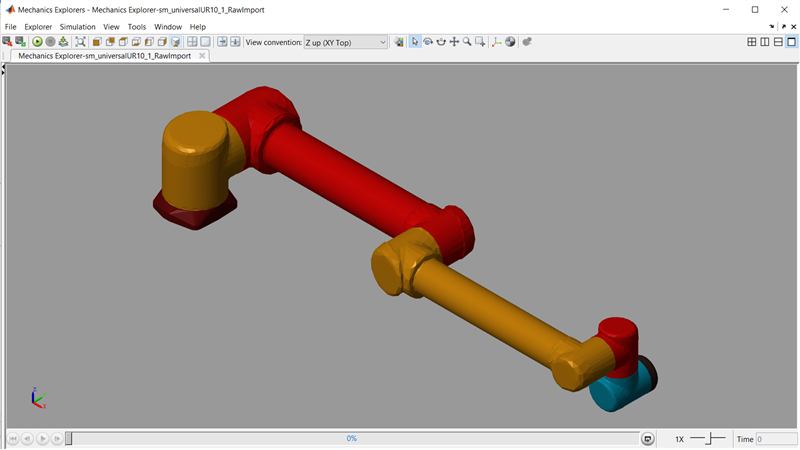 Mechanics Explorers - Mechanics Explorer-sm_universalUR10_1_RawImport
File Explorer Simulation View Tools Window Help
View convention: Z up (XY Top)
Mechanics Explorer-sm_universalUR10_1_RawImport
Z
Y
X
0%
1X
Time 0